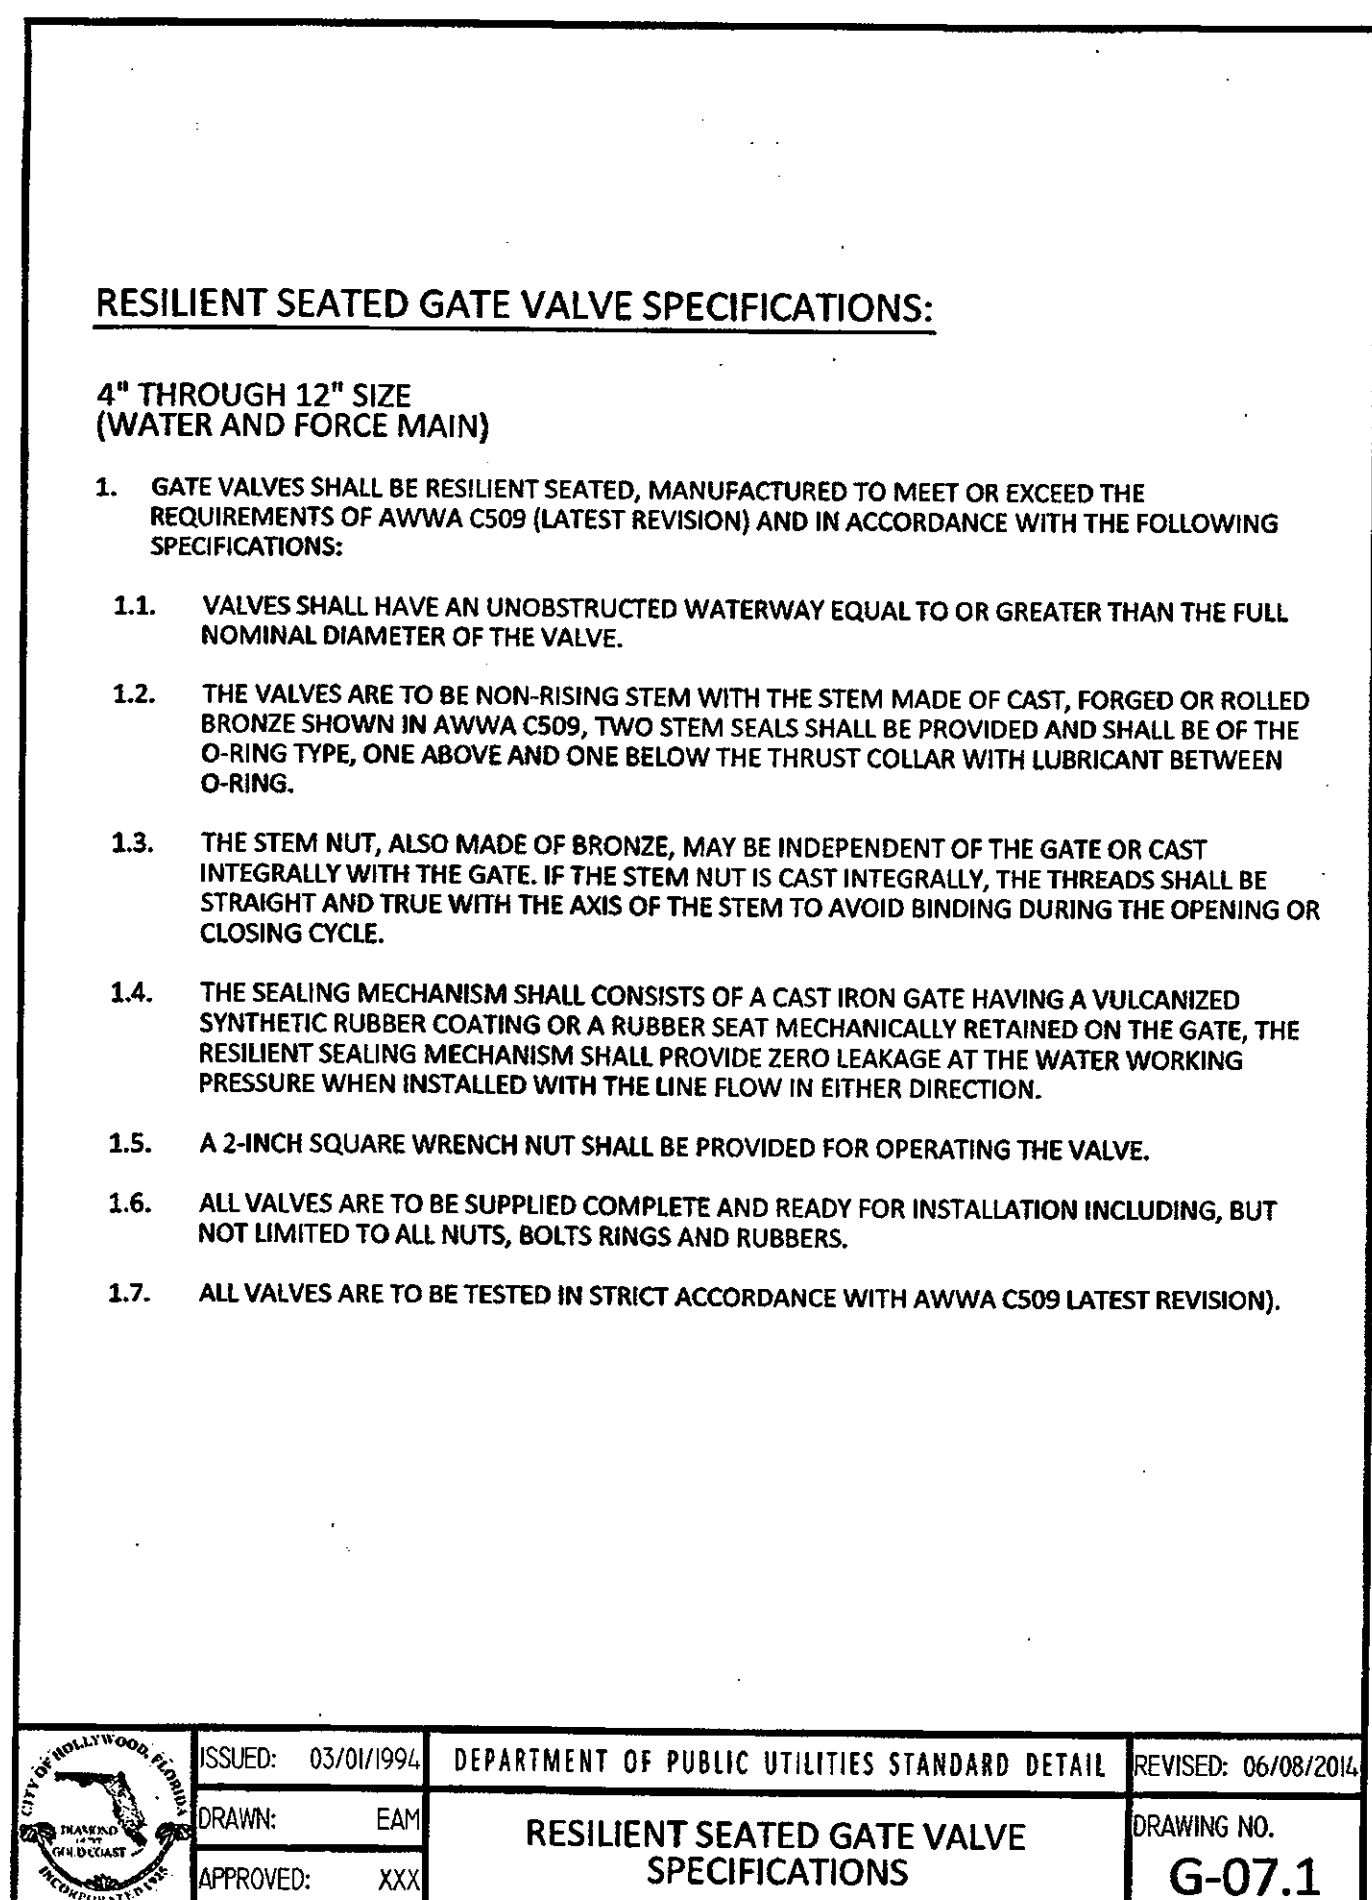 RESILIENT SEATED GATE VALVE SPECIFICATIONS:
4" THROUGH 12" SIZE
(WATER AND FORCE MAIN)
1. GATE VALVES SHALL BE RESILIENT SEATED, MANUFACTURED TO MEET OR EXCEED THE
REQUIREMENTS OF AWWA C509 (LATEST REVISION) AND IN ACCORDANCE WITH THE FOLLOWING
SPECIFICATIONS:
1.1. VALVES SHALL HAVE AN UNOBSTRUCTED WATERWAY EQUAL TO OR GREATER THAN THE FULL
NOMINAL DIAMETER OF THE VALVE.
1.2. THE VALVES ARE TO BE NON-RISING STEM WITH THE STEM MADE OF CAST, FORGED OR ROLLED
BRONZE SHOWN IN AWWA C509, TWO STEM SEALS SHALL BE PROVIDED AND SHALL BE OF THE
O-RING TYPE, ONE ABOVE AND ONE BELOW THE THRUST COLLAR WITH LUBRICANT BETWEEN
O-RING.
1.3. THE STEM NUT, ALSO MADE OF BRONZE, MAY BE INDEPENDENT OF THE GATE OR CAST
INTEGRALLY WITH THE GATE. IF THE STEM NUT IS CAST INTEGRALLY, THE THREADS SHALL BE
STRAIGHT AND TRUE WITH THE AXIS OF THE STEM TO AVOID BINDING DURING THE OPENING OR
CLOSING CYCLE.
1.4. THE SEALING MECHANISM SHALL CONSISTS OF A CAST IRON GATE HAVING A VULCANIZED
SYNTHETIC RUBBER COATING OR A RUBBER SEAT MECHANICALLY RETAINED ON THE GATE, THE
RESILIENT SEALING MECHANISM SHALL PROVIDE ZERO LEAKAGE AT THE WATER WORKING
PRESSURE WHEN INSTALLED WITH THE LINE FLOW IN EITHER DIRECTION.
1.5. A 2-INCH SQUARE WRENCH NUT SHALL BE PROVIDED FOR OPERATING THE VALVE.
1.6. ALL VALVES ARE TO BE SUPPLIED COMPLETE AND READY FOR INSTALLATION INCLUDING, BUT
NOT LIMITED TO ALL NUTS, BOLTS RINGS AND RUBBERS.
1.7. ALL VALVES ARE TO BE TESTED IN STRICT ACCORDANCE WITH AWWA C509 LATEST REVISION).
CITY OF HOLLYWOOD, FLORIDA
DIAMOND
GOLD COAST
INCORPORATED 1925
ISSUED: 03/01/1994
DRAWN: EAM
APPROVED: XXX
DEPARTMENT OF PUBLIC UTILITIES STANDARD DETAIL
RESILIENT SEATED GATE VALVE
SPECIFICATIONS
REVISED: 06/08/2014
DRAWING NO.
G-07.1